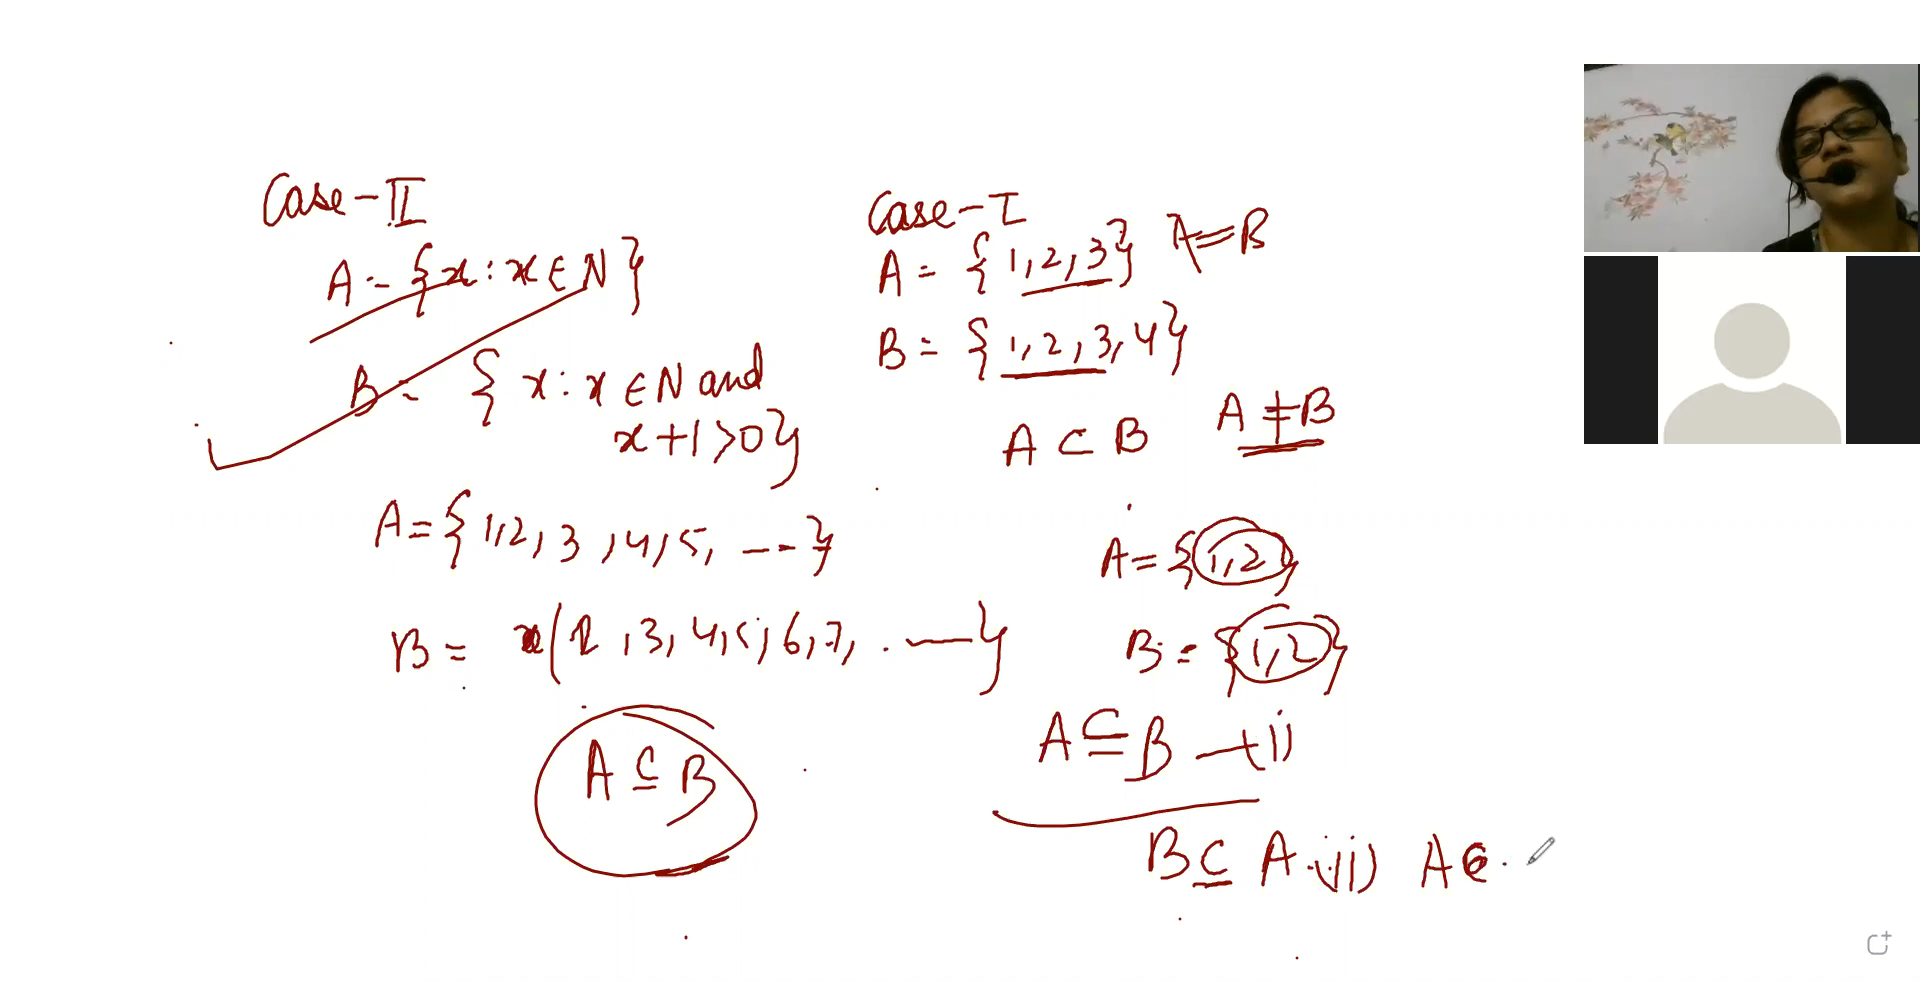 Case-II
A = {x : x ∈ N}
B = { x : x ∈ N and
x + 1 > 0}
A = { 1, 2, 3, 4, 5, ---}
B =
, 3, 4, 5, 6, 7, . —}
A ⊆ B
Case-I
A = { 1, 2, 3} A = B
B = { 1, 2, 3, 4}
A ⊂ B A ≠ B
A = {1, 2}
B = {1, 2}
A ⊆ B — (i)
B ⊆ A (ii) A